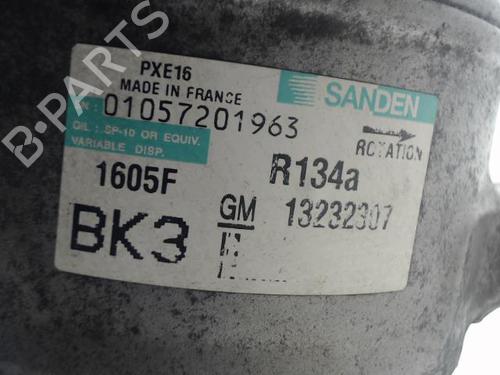 B-PARTS
PXE16
MADE IN FRANCE
SANDEN
N: 01057201963
OIL: SP-10 OR EQUIV.
VARIABLE DISP.
ROTATION
1605F
R134a
BK3
GM 13232307